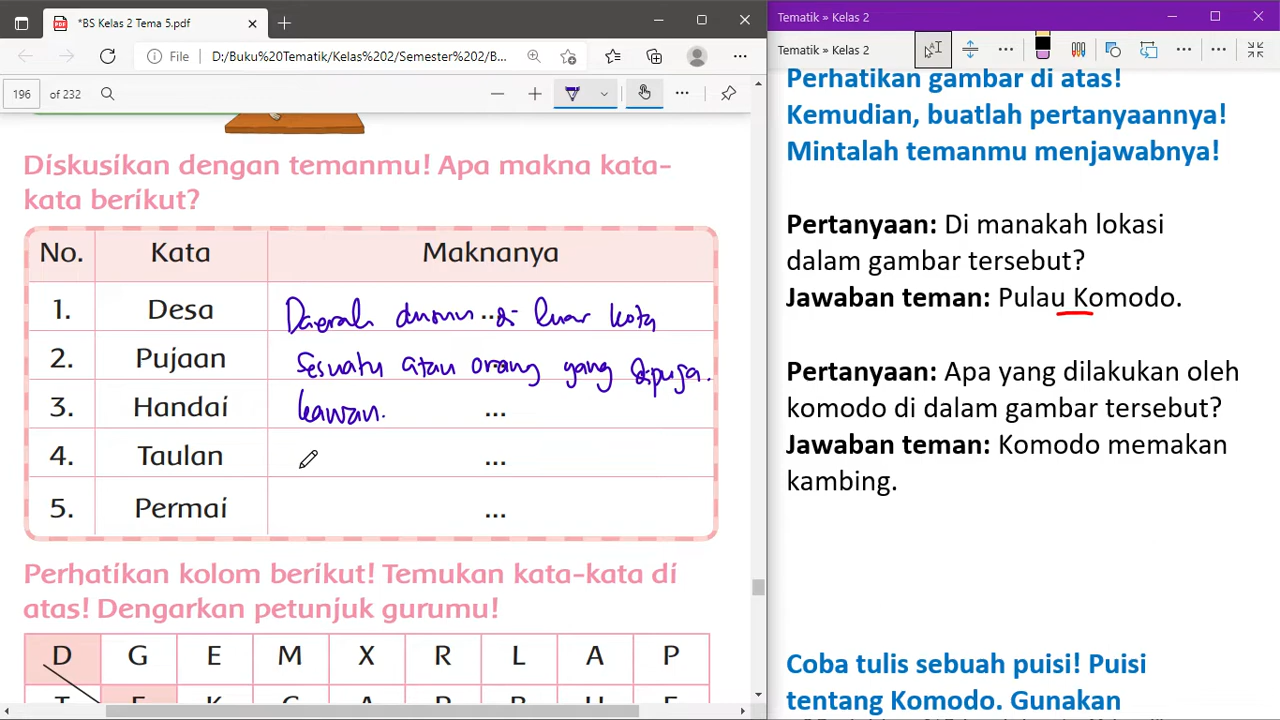 *BS Kelas 2 Tema 5.pdf
File
D:/Buku%20Tematik/Kelas%202/Semester%202/B...
196 of 232
Diskusikan dengan temanmu! Apa makna kata-
kata berikut?
No. Kata Maknanya
1. Desa Daerah dusun ... di luar kota
2. Pujaan Sesuatu atau orang yang dipuja.
3. Handai kawan. ...
4. Taulan ...
5. Permai ...
Perhatikan kolom berikut! Temukan kata-kata di
atas! Dengarkan petunjuk gurumu!
D G E M X R L A P
Tematik » Kelas 2
Tematik » Kelas 2
Perhatikan gambar di atas!
Kemudian, buatlah pertanyaannya!
Mintalah temanmu menjawabnya!
Pertanyaan: Di manakah lokasi
dalam gambar tersebut?
Jawaban teman: Pulau Komodo.
Pertanyaan: Apa yang dilakukan oleh
komodo di dalam gambar tersebut?
Jawaban teman: Komodo memakan
kambing.
Coba tulis sebuah puisi! Puisi
tentang Komodo. Gunakan